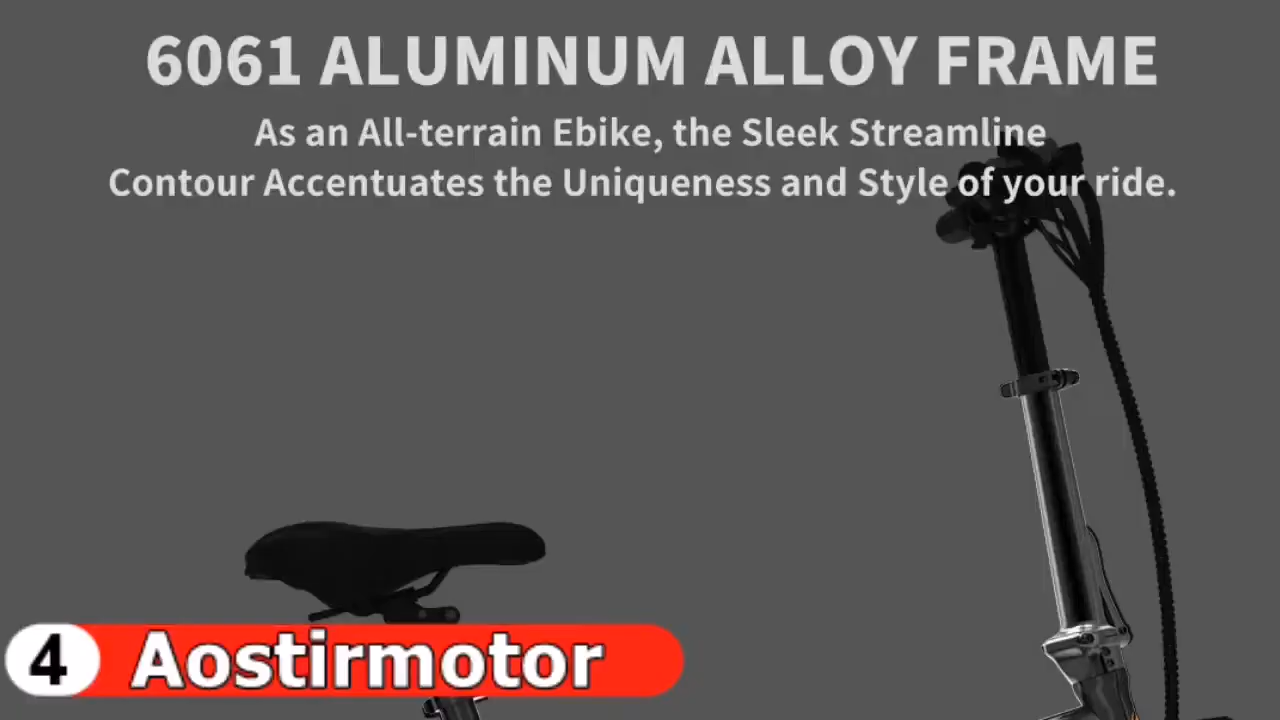 6061 ALUMINUM ALLOY FRAME
As an All-terrain Ebike, the Sleek Streamline
Contour Accentuates the Uniqueness and Style of your ride.
4 Aostirmotor